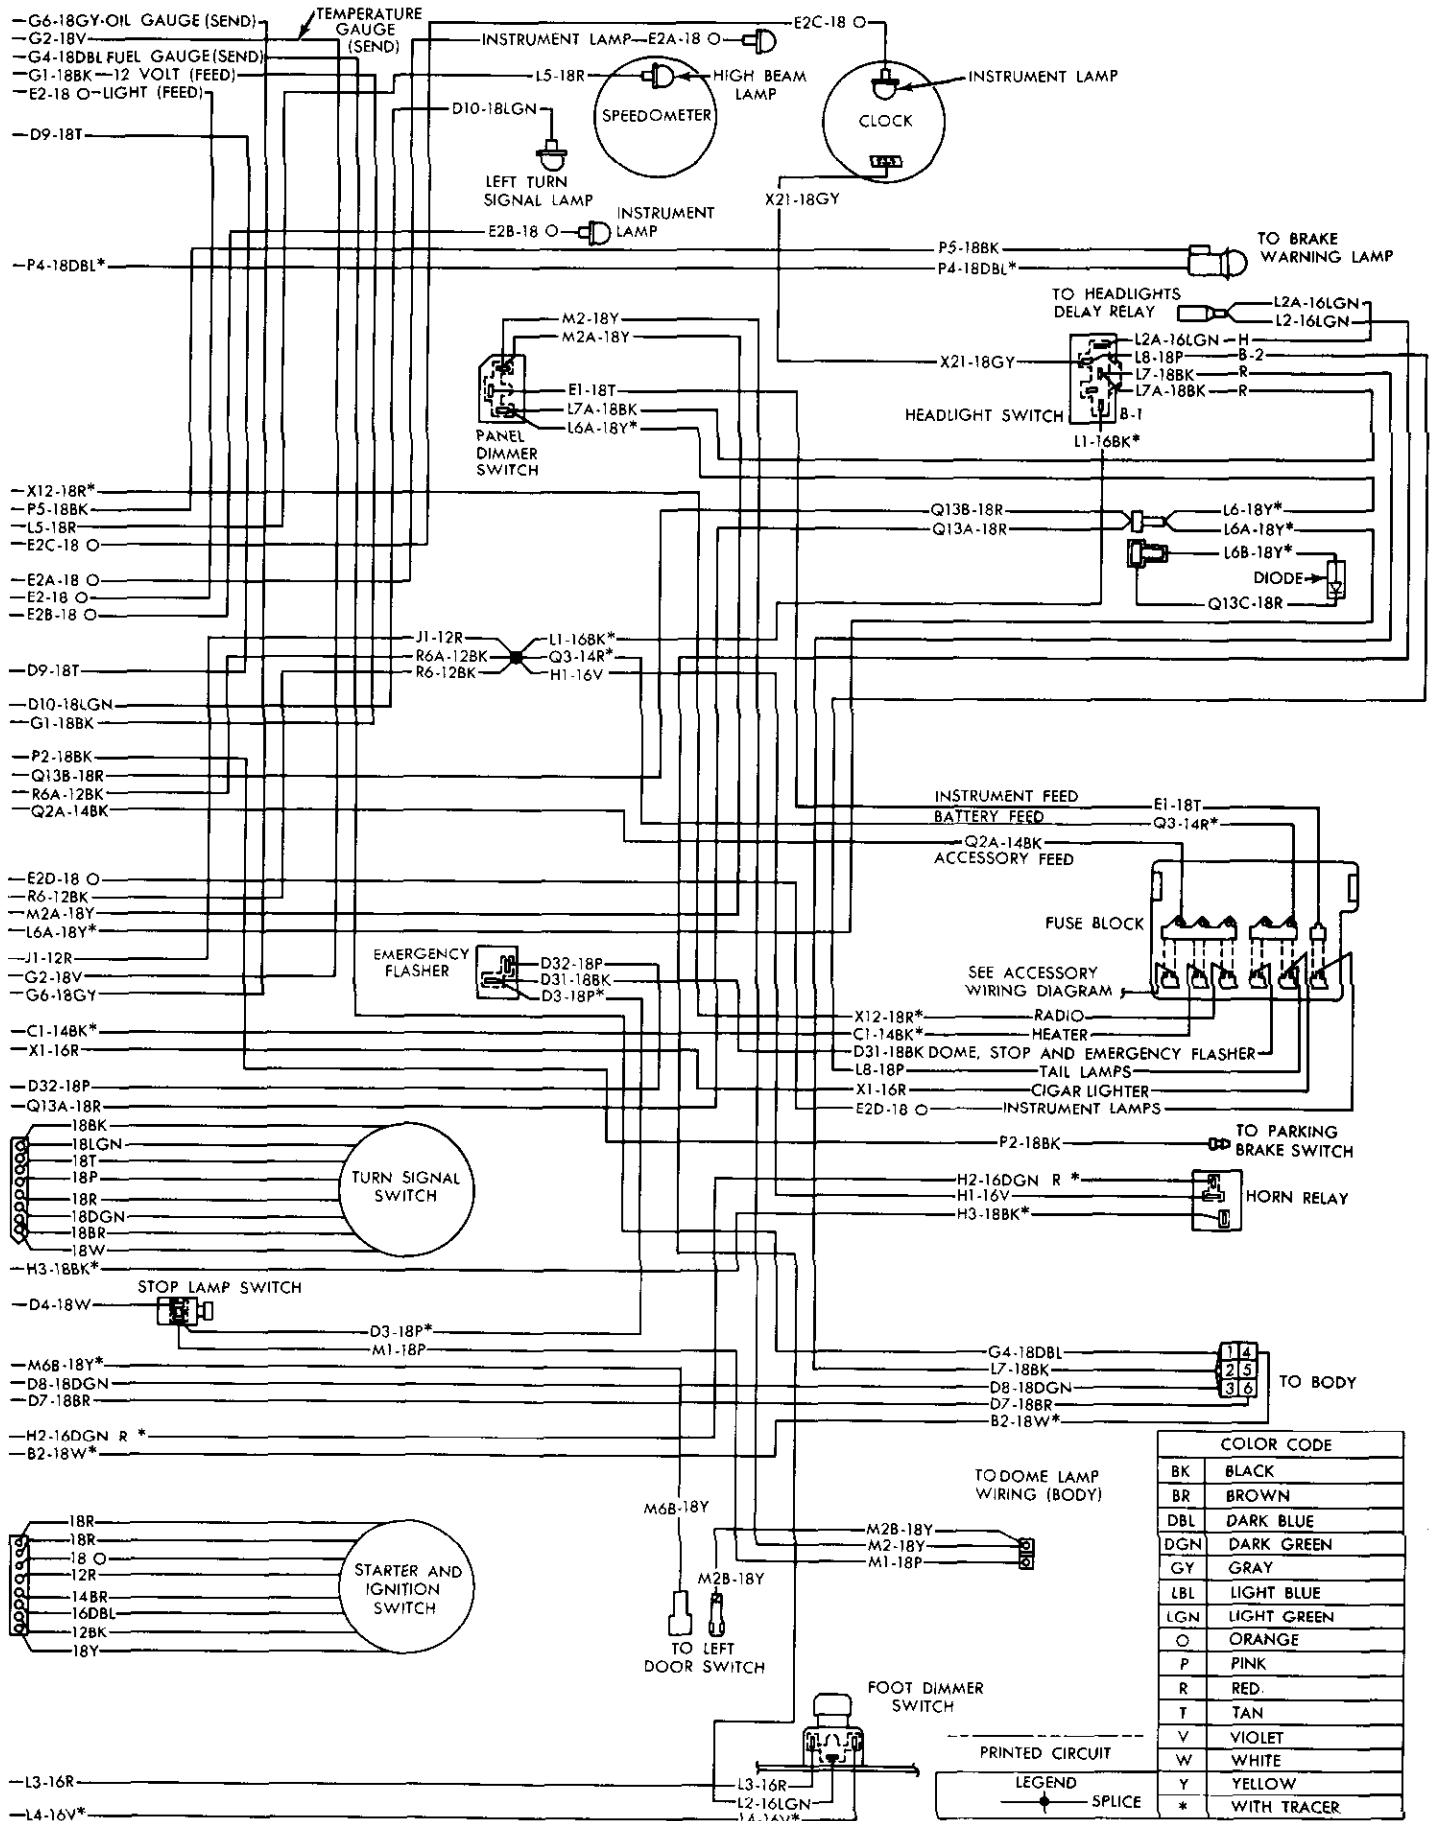 G6-18GY-OIL GAUGE (SEND)
G2-18V
G4-18DBL FUEL GAUGE (SEND)
G1-18BK-12 VOLT (FEED)
E2-18 O-LIGHT (FEED)
D9-18T
TEMPERATURE
GAUGE
(SEND)
INSTRUMENT LAMP-E2A-18 O
E2C-18 O
L5-18R
HIGH BEAM
LAMP
INSTRUMENT LAMP
D10-18LGN
SPEEDOMETER
CLOCK
LEFT TURN
SIGNAL LAMP
X21-18GY
E2B-18 O
INSTRUMENT
LAMP
P4-18DBL*
P5-18BK
P4-18DBL*
TO BRAKE
WARNING LAMP
TO HEADLIGHTS
DELAY RELAY
L2A-16LGN
L2-16LGN
M2-18Y
M2A-18Y
E1-18T
L7A-18BK
L6A-18Y*
PANEL
DIMMER
SWITCH
X21-18GY
L2A-16LGN H
L8-18P B-2
L7-18BK R
L7A-18BK R
HEADLIGHT SWITCH
B-1
L1-16BK*
X12-18R*
P5-18BK
L5-18R
E2C-18 O
E2A-18 O
E2-18 O
E2B-18 O
Q13B-18R
Q13A-18R
L6-18Y*
L6A-18Y*
L6B-18Y*
DIODE
Q13C-18R
J1-12R
R6A-12BK
R6-12BK
L1-16BK*
Q3-14R*
H1-16V
D9-18T
D10-18LGN
G1-18BK
P2-18BK
Q13B-18R
R6A-12BK
Q2A-14BK
INSTRUMENT FEED
E1-18T
BATTERY FEED
Q3-14R*
Q2A-14BK
ACCESSORY FEED
E2D-18 O
R6-12BK
M2A-18Y
L6A-18Y*
J1-12R
G2-18V
G6-18GY
C1-14BK*
X1-16R
D32-18P
Q13A-18R
EMERGENCY
FLASHER
D32-18P
D31-18BK
D3-18P*
FUSE BLOCK
SEE ACCESSORY
WIRING DIAGRAM
X12-18R* RADIO
C1-14BK* HEATER
D31-18BK DOME, STOP AND EMERGENCY FLASHER
L8-18P TAIL LAMPS
X1-16R CIGAR LIGHTER
E2D-18 O INSTRUMENT LAMPS
P2-18BK
TO PARKING
BRAKE SWITCH
18BK
18LGN
18T
18P
18R
18DGN
18BR
18W
TURN SIGNAL
SWITCH
H2-16DGN R *
H1-16V
H3-18BK*
HORN RELAY
H3-18BK*
STOP LAMP SWITCH
D4-18W
D3-18P*
M1-18P
M6B-18Y*
D8-18DGN
D7-18BR
H2-16DGN R *
B2-18W*
G4-18DBL
L7-18BK
D8-18DGN
D7-18BR
B2-18W*
1 4
2 5
3 6
TO BODY
TO DOME LAMP
WIRING (BODY)
M6B-18Y
M2B-18Y
M2-18Y
M1-18P
M2B-18Y
TO LEFT
DOOR SWITCH
18R
18R
18 O
12R
14BR
16DBL
12BK
18Y
STARTER AND
IGNITION
SWITCH
FOOT DIMMER
SWITCH
L3-16R
L4-16V*
L3-16R
L2-16LGN
L4-16V*
PRINTED CIRCUIT
LEGEND
SPLICE
COLOR CODE
BK BLACK
BR BROWN
DBL DARK BLUE
DGN DARK GREEN
GY GRAY
LBL LIGHT BLUE
LGN LIGHT GREEN
O ORANGE
P PINK
R RED
T TAN
V VIOLET
W WHITE
Y YELLOW
* WITH TRACER